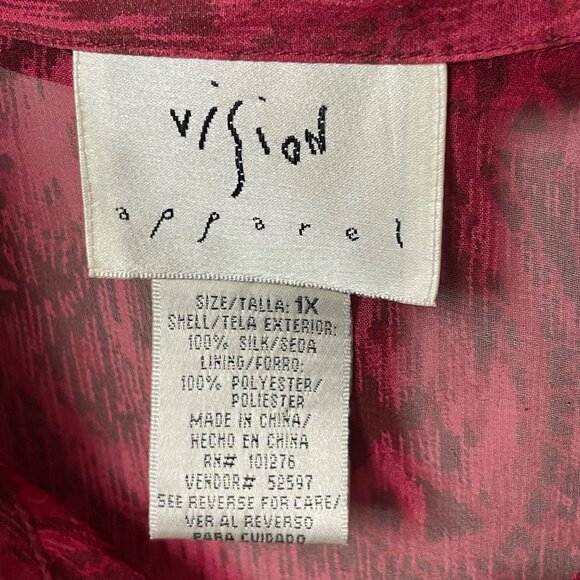 vision
apparel
SIZE/TALLA: 1X
SHELL/TELA EXTERIOR:
100% SILK/SEDA
LINING/FORRO:
100% POLYESTER/
POLIESTER
MADE IN CHINA/
HECHO EN CHINA
RN# 101276
VENDOR# 52597
SEE REVERSE FOR CARE/
VER AL REVERSO
PARA CUIDADO